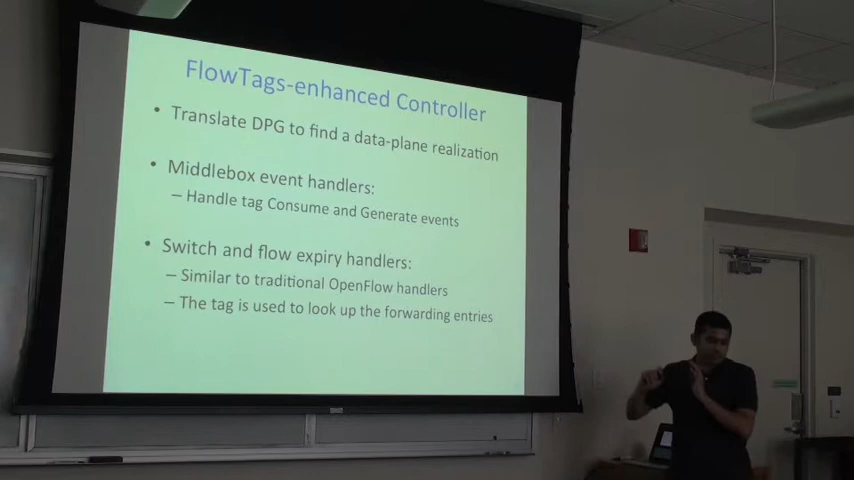 FlowTags-enhanced Controller
• Translate DPG to find a data-plane realization
• Middlebox event handlers:
– Handle tag Consume and Generate events
• Switch and flow expiry handlers:
– Similar to traditional OpenFlow handlers
– The tag is used to look up the forwarding entries